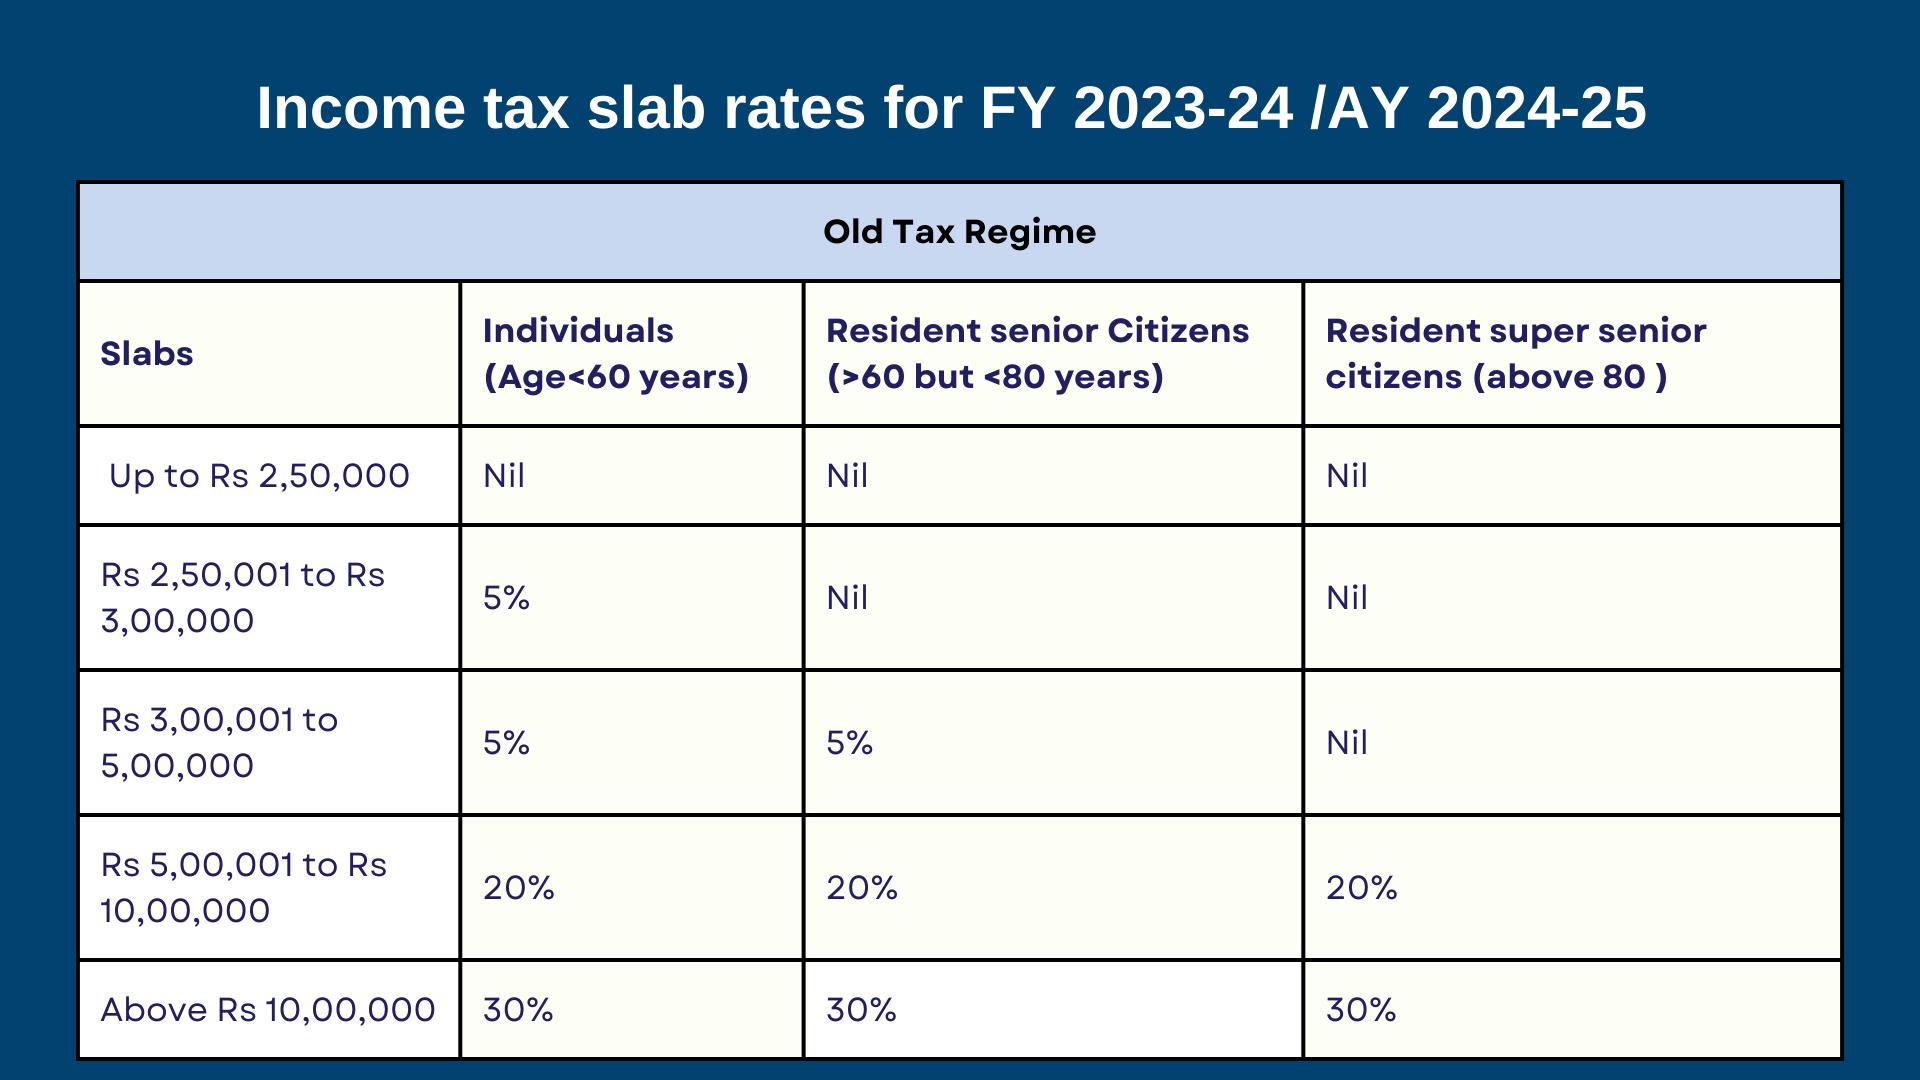 Income tax slab rates for FY 2023-24 /AY 2024-25
Old Tax Regime
Slabs
Individuals
(Age<60 years)
Resident senior Citizens
(>60 but <80 years)
Resident super senior
citizens (above 80 )
Up to Rs 2,50,000
Nil
Nil
Nil
Rs 2,50,001 to Rs
3,00,000
5%
Nil
Nil
Rs 3,00,001 to
5,00,000
5%
5%
Nil
Rs 5,00,001 to Rs
10,00,000
20%
20%
20%
Above Rs 10,00,000
30%
30%
30%